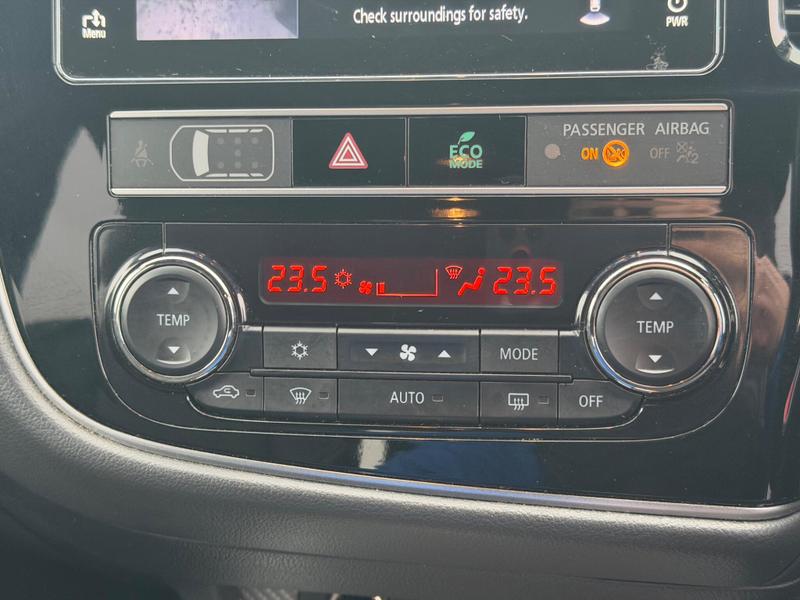 Check surroundings for safety.
Menu
PWR
PASSENGER AIRBAG
ECO
MODE
ON OFF 2
23.5 23.5
TEMP
TEMP
MODE
AUTO
OFF